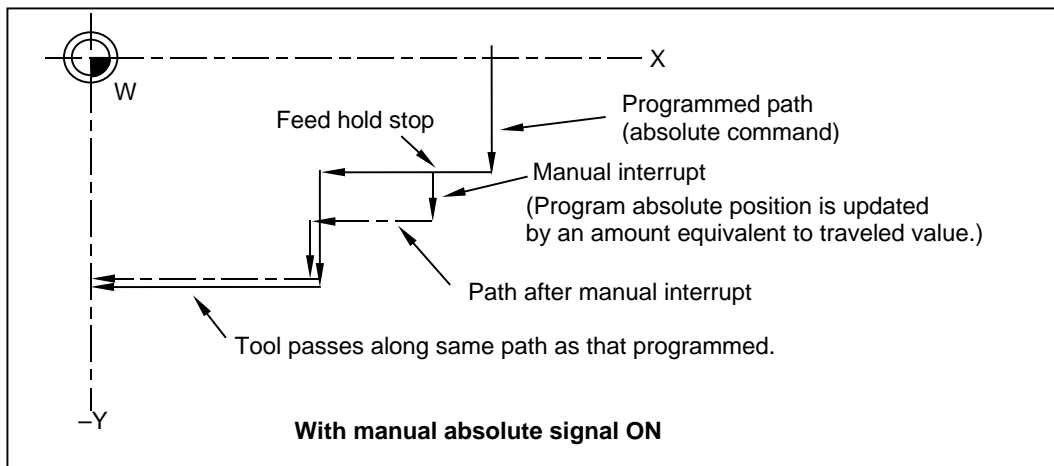 X
W
Programmed path
(absolute command)
Feed hold stop
Manual interrupt
(Program absolute position is updated
by an amount equivalent to traveled value.)
Path after manual interrupt
Tool passes along same path as that programmed.
–Y
With manual absolute signal ON